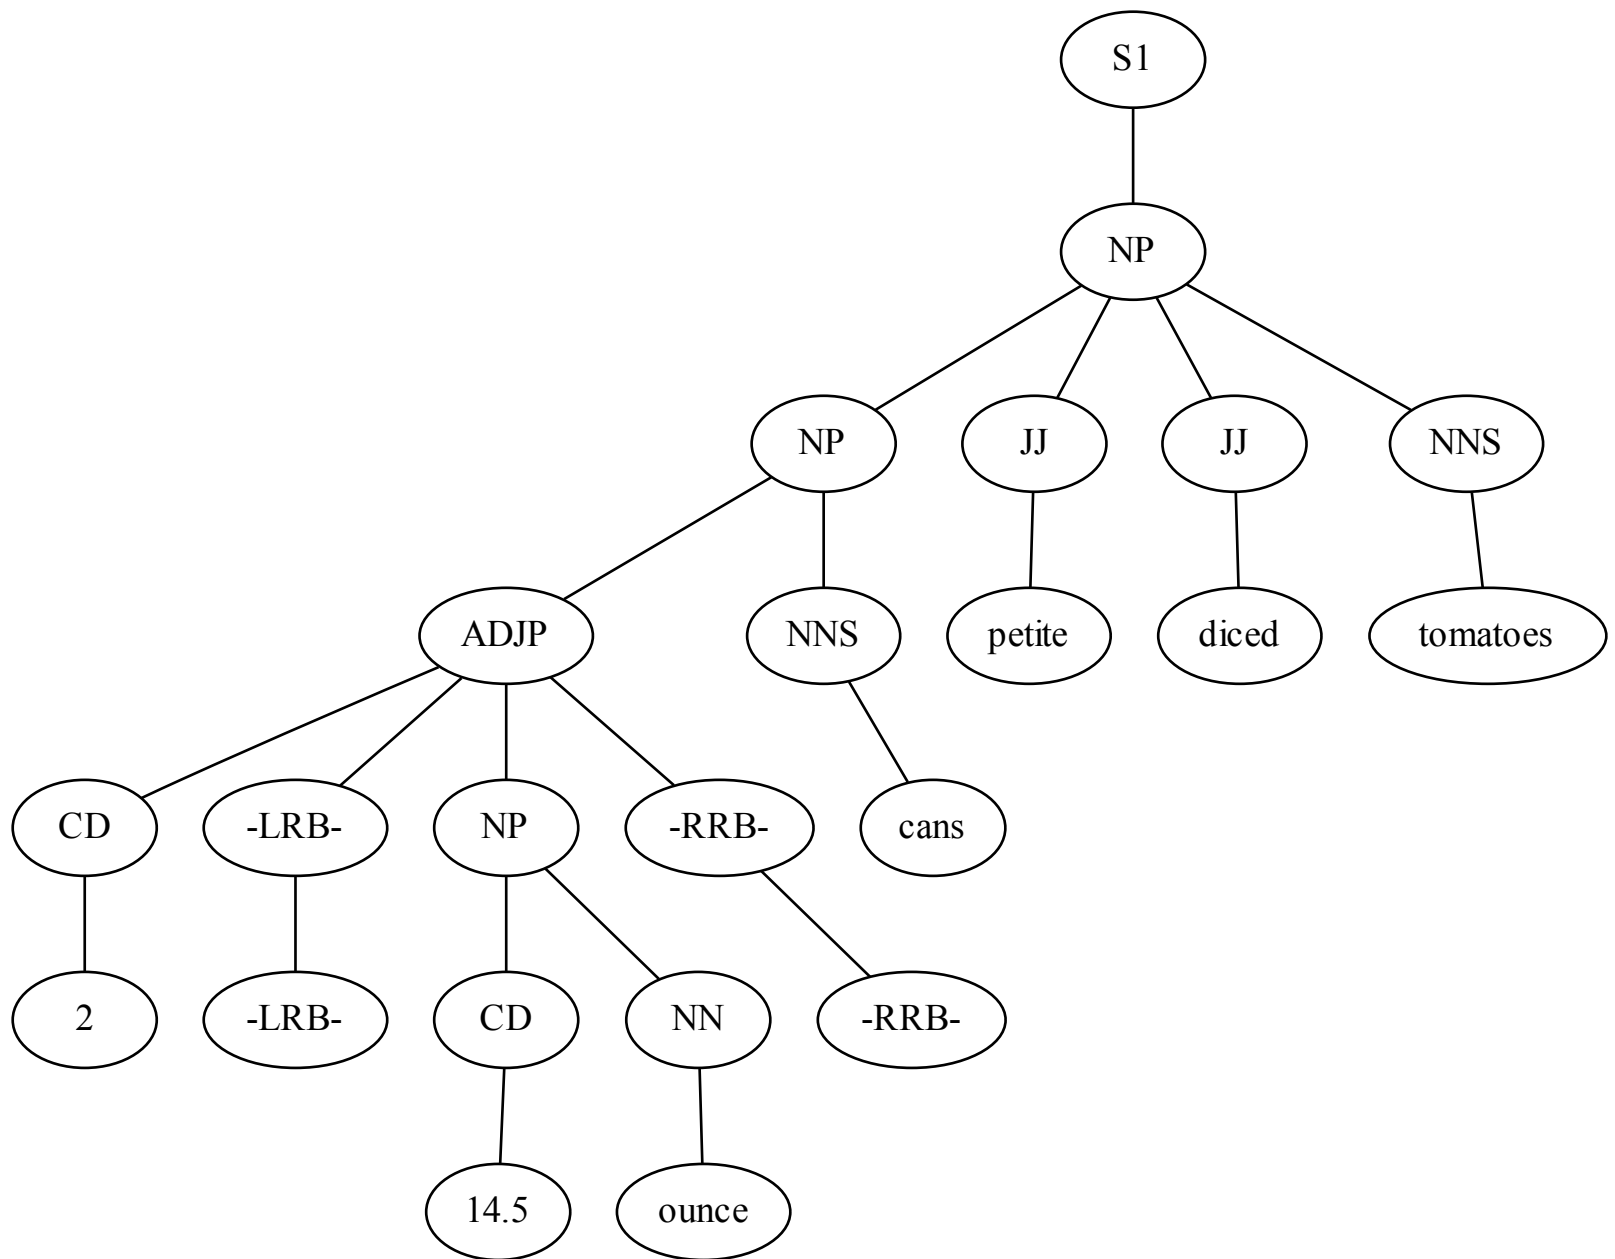 S1
NP
NP JJ JJ NNS
ADJP NNS petite diced tomatoes
CD -LRB- NP -RRB- cans
2 -LRB- CD NN -RRB-
14.5 ounce